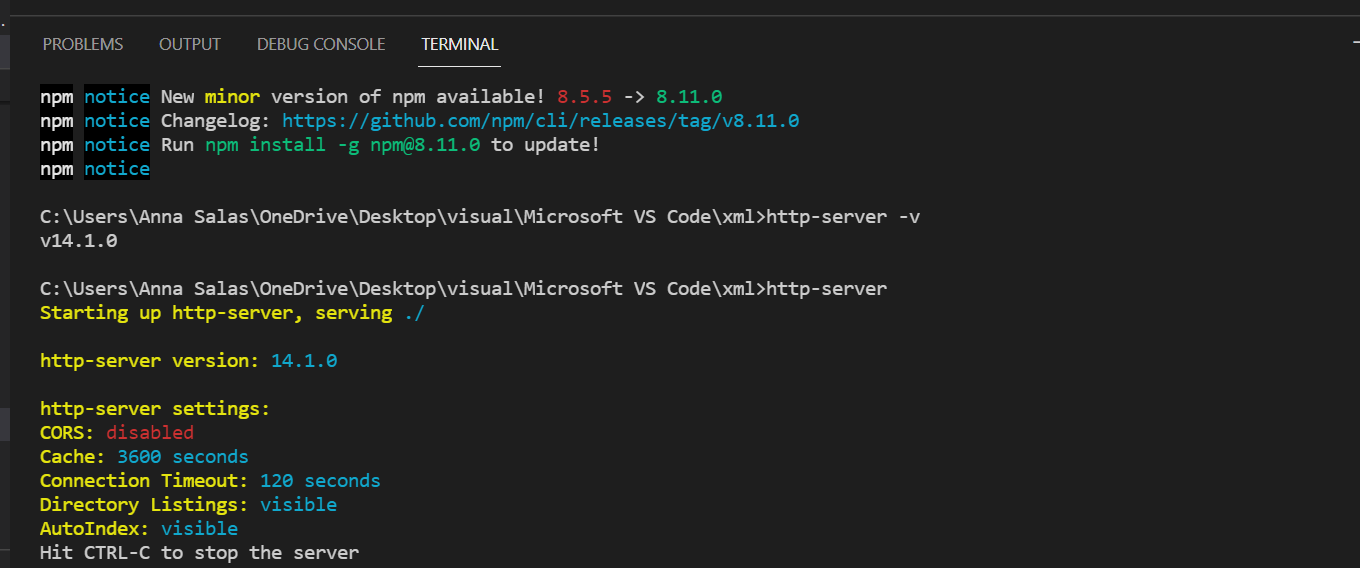 PROBLEMS OUTPUT DEBUG CONSOLE TERMINAL
npm notice New minor version of npm available! 8.5.5 -> 8.11.0
npm notice Changelog: https://github.com/npm/cli/releases/tag/v8.11.0
npm notice Run npm install -g npm@8.11.0 to update!
npm notice
C:\Users\Anna Salas\OneDrive\Desktop\visual\Microsoft VS Code\xml>http-server -v
v14.1.0
C:\Users\Anna Salas\OneDrive\Desktop\visual\Microsoft VS Code\xml>http-server
Starting up http-server, serving ./
http-server version: 14.1.0
http-server settings:
CORS: disabled
Cache: 3600 seconds
Connection Timeout: 120 seconds
Directory Listings: visible
AutoIndex: visible
Hit CTRL-C to stop the server